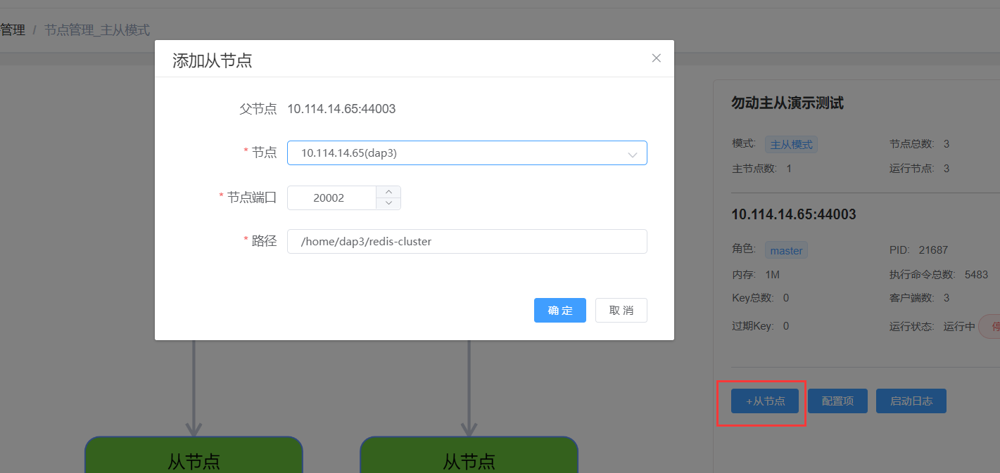 管理 / 节点管理_主从模式
添加从节点
父节点 10.114.14.65:44003
* 节点 10.114.14.65(dap3)
* 节点端口 20002
* 路径 /home/dap3/redis-cluster
确 定 取 消
勿动主从演示测试
模式: 主从模式 节点总数: 3
主节点数: 1 运行节点: 3
10.114.14.65:44003
角色: master PID: 21687
内存: 1M 执行命令总数: 5483
Key总数: 0 客户端数: 3
过期Key: 0 运行状态: 运行中 停
+从节点 配置项 启动日志
从节点 从节点